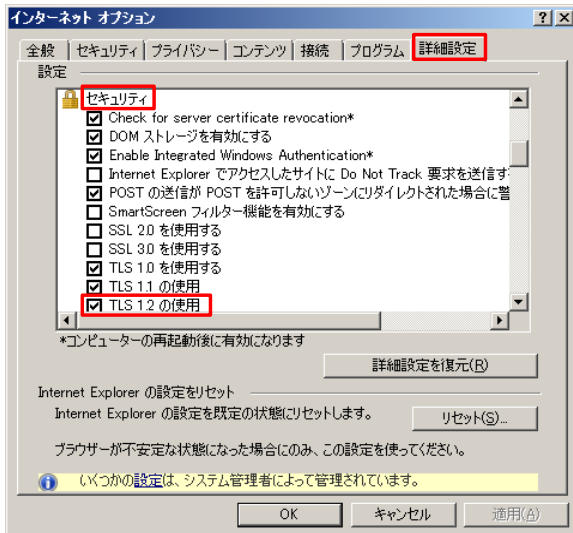 インターネット オプション
全般 セキュリティ プライバシー コンテンツ 接続 プログラム 詳細設定
設定
セキュリティ
Check for server certificate revocation*
DOM ストレージを有効にする
Enable Integrated Windows Authentication*
Internet Explorer でアクセスしたサイトに Do Not Track 要求を送信す
POST の送信が POST を許可しないゾーンにリダイレクトされた場合に警
SmartScreen フィルター機能を有効にする
SSL 2.0 を使用する
SSL 3.0 を使用する
TLS 1.0 を使用する
TLS 1.1 の使用
TLS 1.2 の使用
*コンピューターの再起動後に有効になります
詳細設定を復元(R)
Internet Explorer の設定をリセット
Internet Explorer の設定を既定の状態にリセットします。
リセット(S)...
ブラウザーが不安定な状態になった場合にのみ、この設定を使ってください。
いくつかの設定は、システム管理者によって管理されています。
OK キャンセル 適用(A)